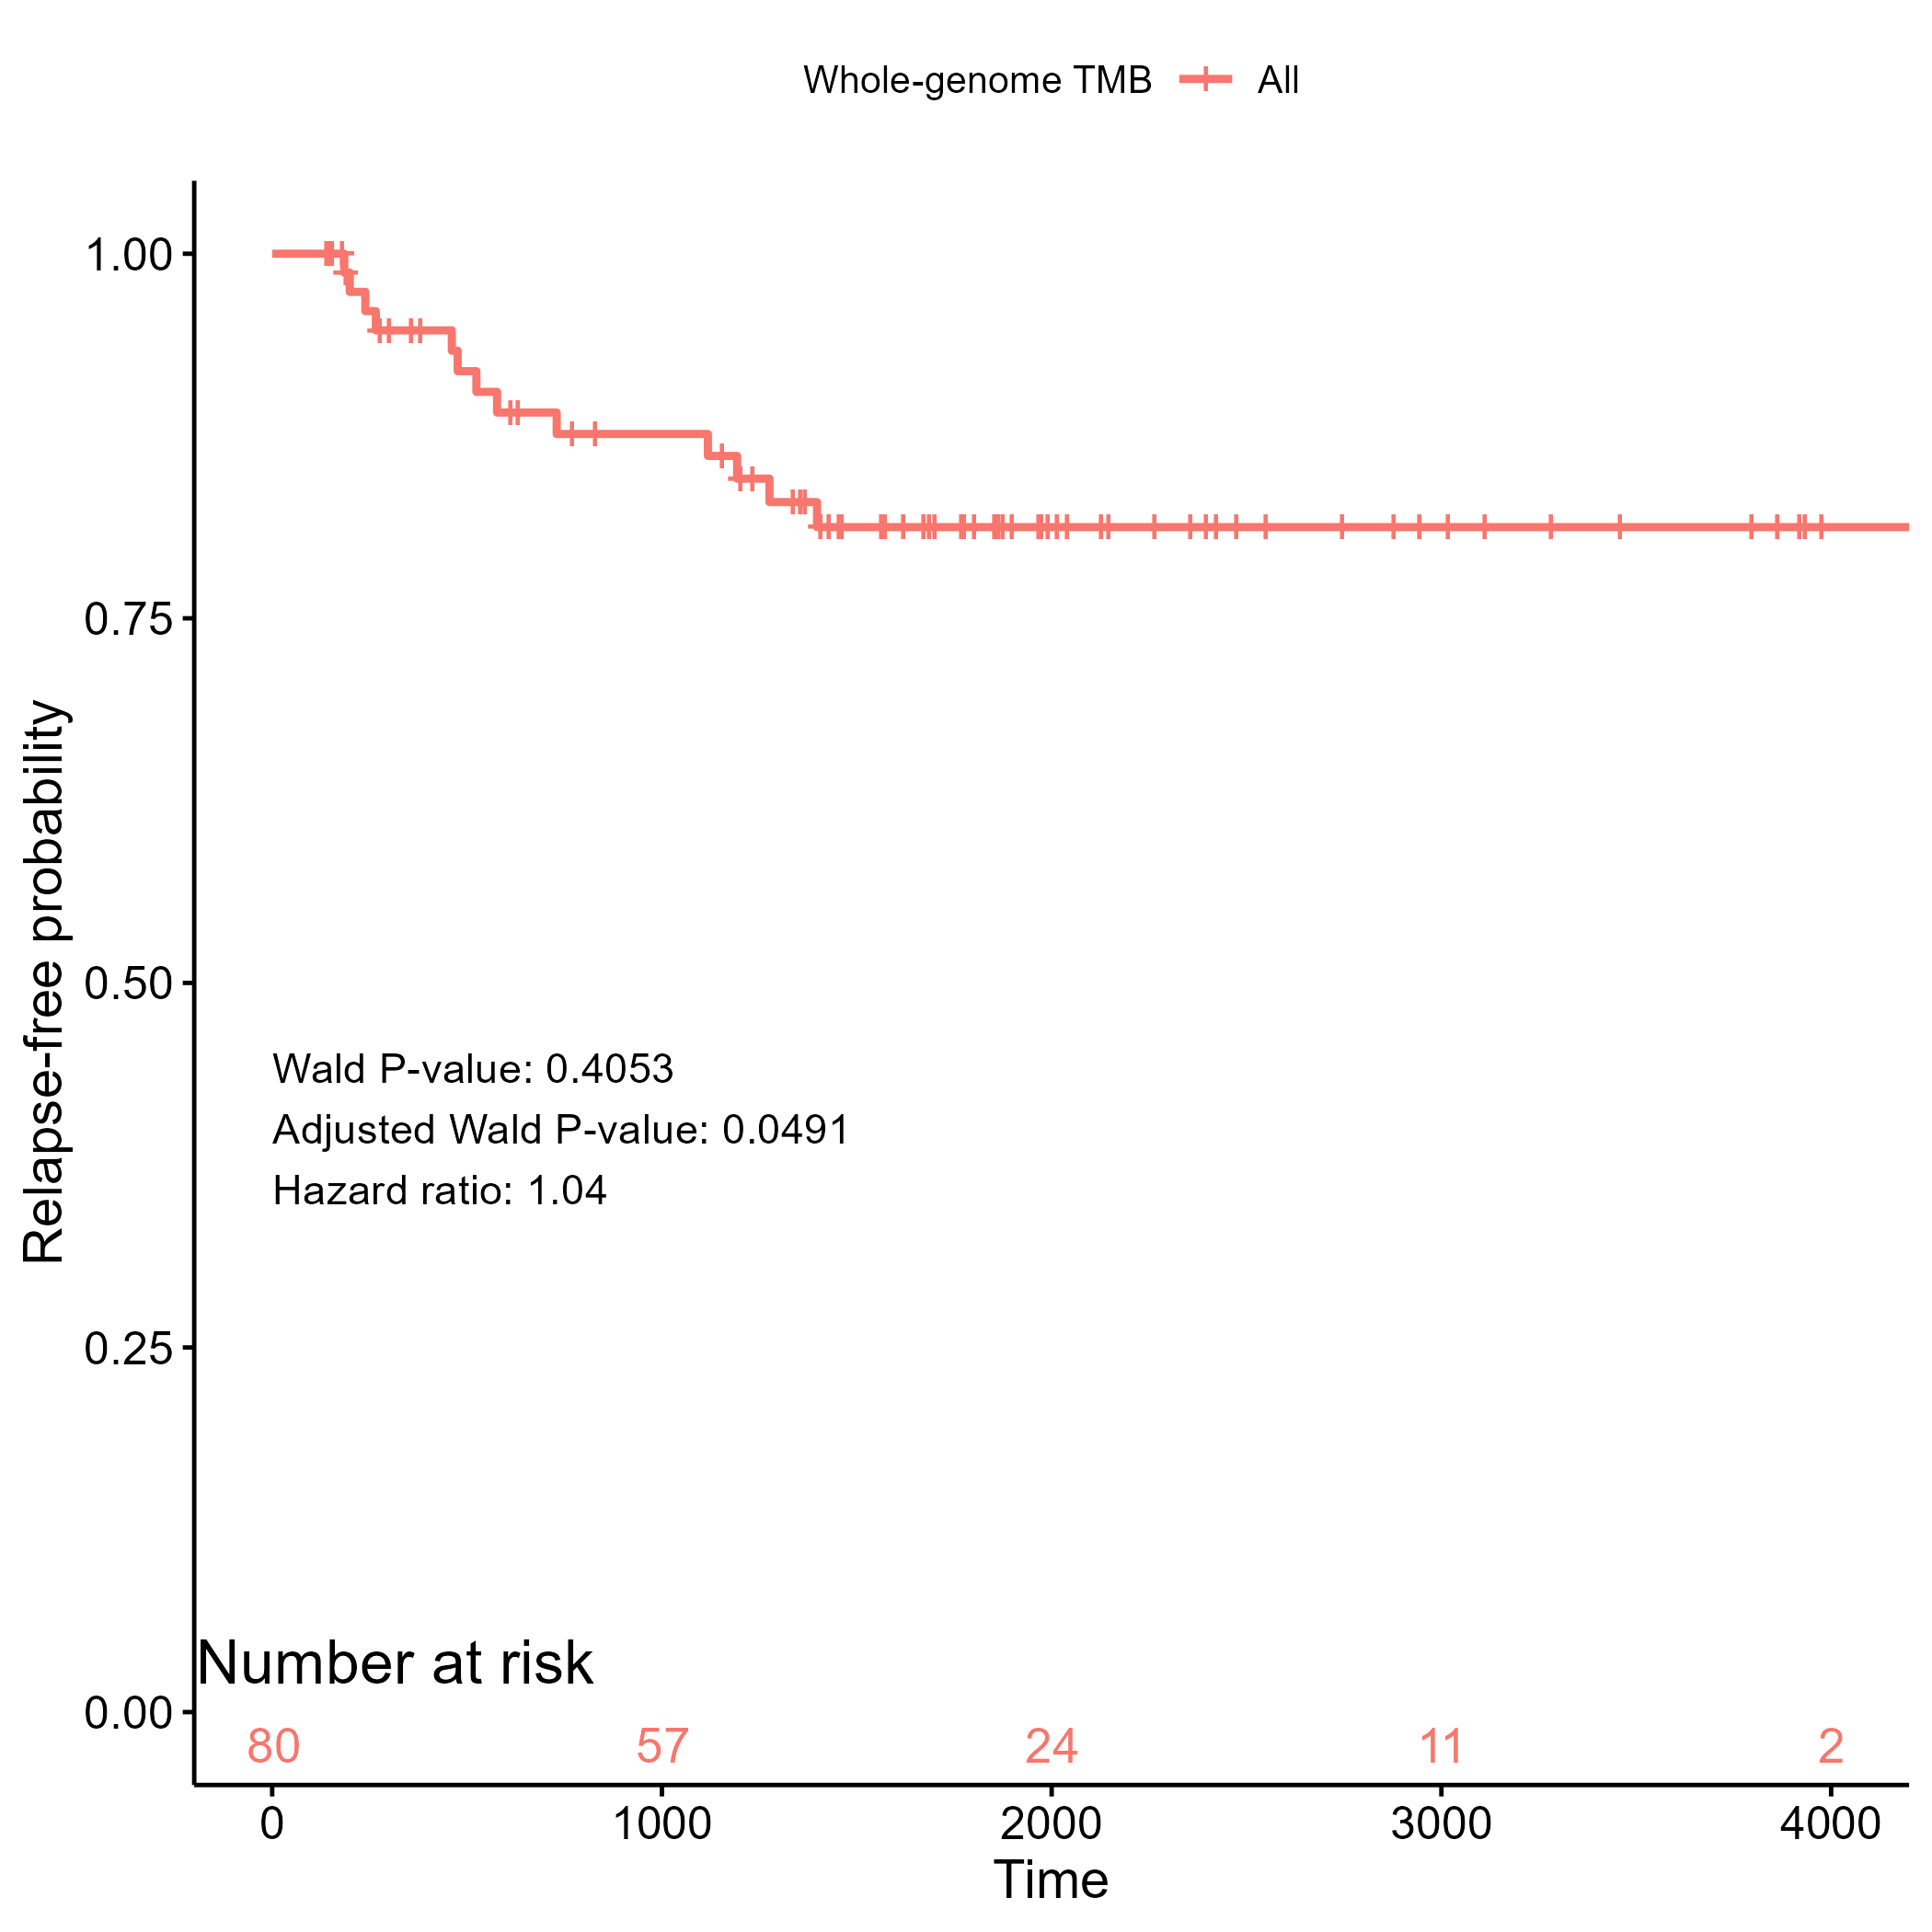 Whole-genome TMB All
1.00
0.75
0.50
0.25
0.00
Relapse-free probability
Wald P-value: 0.4053
Adjusted Wald P-value: 0.0491
Hazard ratio: 1.04
Number at risk
80 57 24 11 2
0 1000 2000 3000 4000
Time